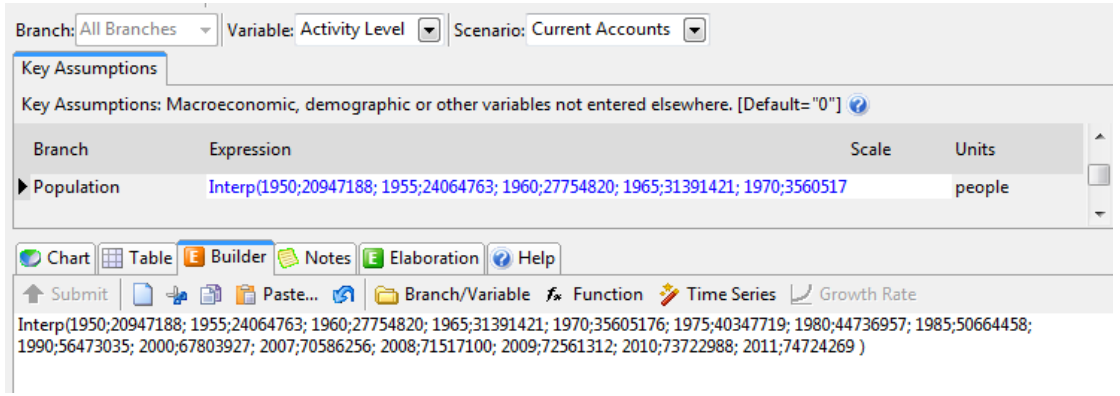 Branch: All Branches Variable: Activity Level Scenario: Current Accounts
Key Assumptions
Key Assumptions: Macroeconomic, demographic or other variables not entered elsewhere. [Default="0"]
Branch Expression Scale Units
Population Interp(1950;20947188; 1955;24064763; 1960;27754820; 1965;31391421; 1970;3560517 people
Chart Table E Builder Notes E Elaboration Help
Submit Paste... Branch/Variable fx Function Time Series Growth Rate
Interp(1950;20947188; 1955;24064763; 1960;27754820; 1965;31391421; 1970;35605176; 1975;40347719; 1980;44736957; 1985;50664458;
1990;56473035; 2000;67803927; 2007;70586256; 2008;71517100; 2009;72561312; 2010;73722988; 2011;74724269 )